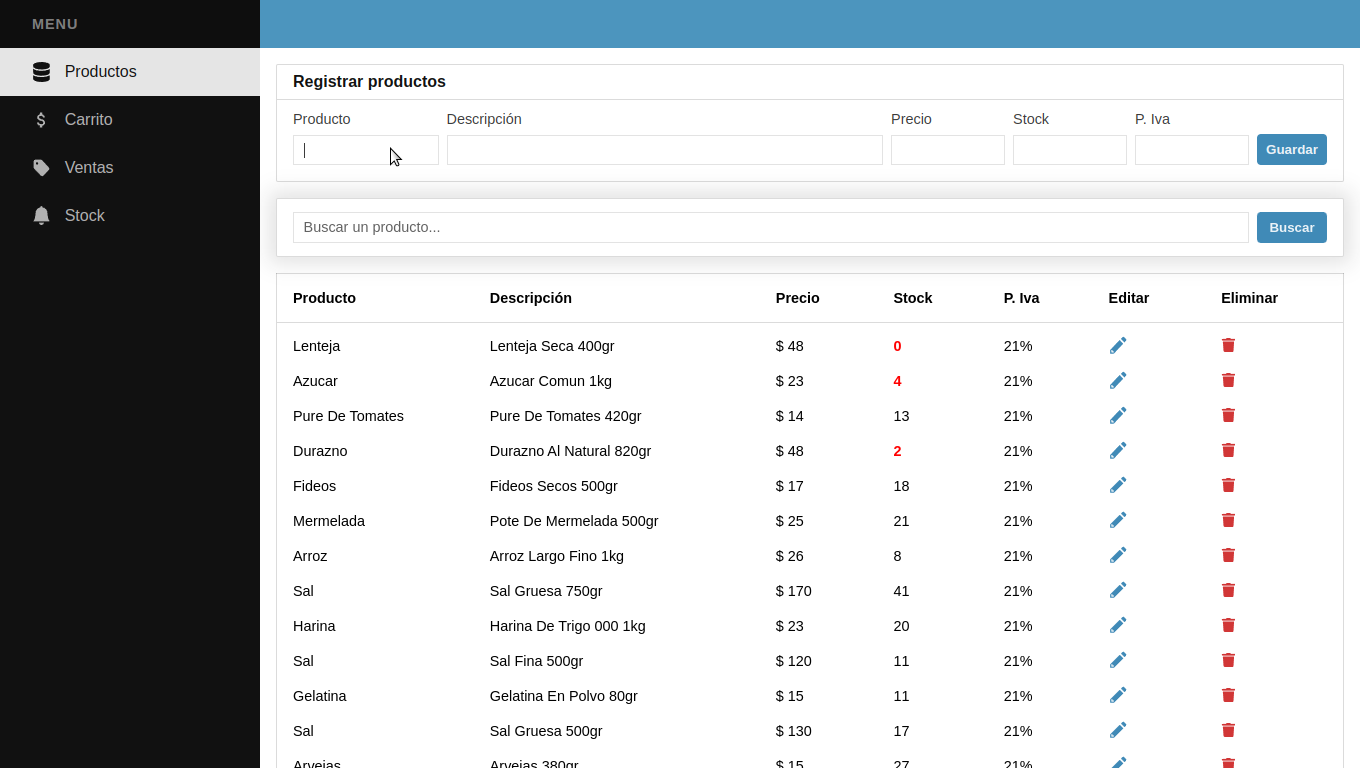 MENU
Productos
Carrito
Ventas
Stock
Registrar productos
Producto Descripción Precio Stock P. Iva
Guardar
Buscar un producto... Buscar
Producto Descripción Precio Stock P. Iva Editar Eliminar
Lenteja Lenteja Seca 400gr $ 48 0 21%
Azucar Azucar Comun 1kg $ 23 4 21%
Pure De Tomates Pure De Tomates 420gr $ 14 13 21%
Durazno Durazno Al Natural 820gr $ 48 2 21%
Fideos Fideos Secos 500gr $ 17 18 21%
Mermelada Pote De Mermelada 500gr $ 25 21 21%
Arroz Arroz Largo Fino 1kg $ 26 8 21%
Sal Sal Gruesa 750gr $ 170 41 21%
Harina Harina De Trigo 000 1kg $ 23 20 21%
Sal Sal Fina 500gr $ 120 11 21%
Gelatina Gelatina En Polvo 80gr $ 15 11 21%
Sal Sal Gruesa 500gr $ 130 17 21%
Arvejas Arvejas 380gr $ 15 27 21%